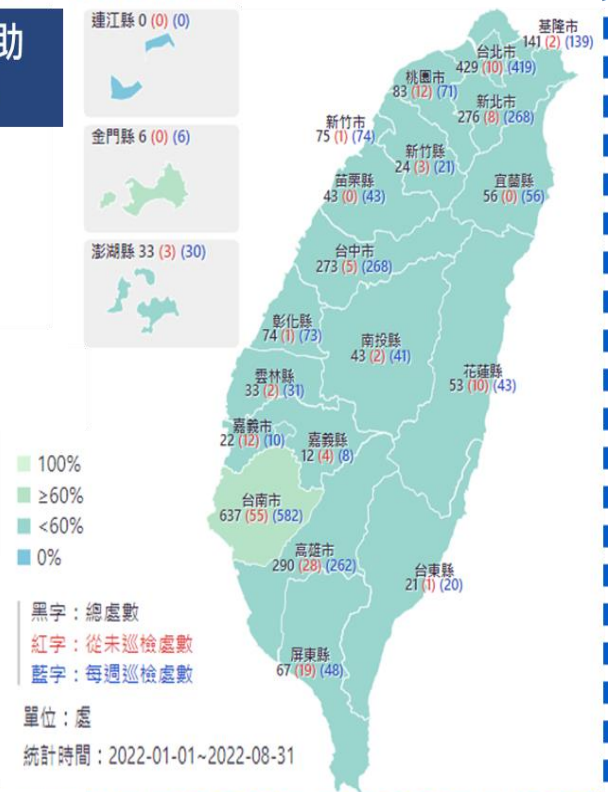 助
連江縣 0 (0) (0)
金門縣 6 (0) (6)
澎湖縣 33 (3) (30)
基隆市
141 (2) (139)
台北市
429 (10) (419)
桃園市
83 (12) (71)
新北市
276 (8) (268)
新竹市
75 (1) (74)
新竹縣
24 (3) (21)
苗栗縣
43 (0) (43)
宜蘭縣
56 (0) (56)
台中市
273 (5) (268)
彰化縣
74 (1) (73)
南投縣
43 (2) (41)
花蓮縣
53 (10) (43)
雲林縣
33 (2) (31)
嘉義市
22 (12) (10)
嘉義縣
12 (4) (8)
台南市
637 (55) (582)
高雄市
290 (28) (262)
台東縣
21 (1) (20)
屏東縣
67 (19) (48)
100%
≥60%
<60%
0%
黑字：總處數
紅字：從未巡檢處數
藍字：每週巡檢處數
單位：處
統計時間：2022-01-01~2022-08-31